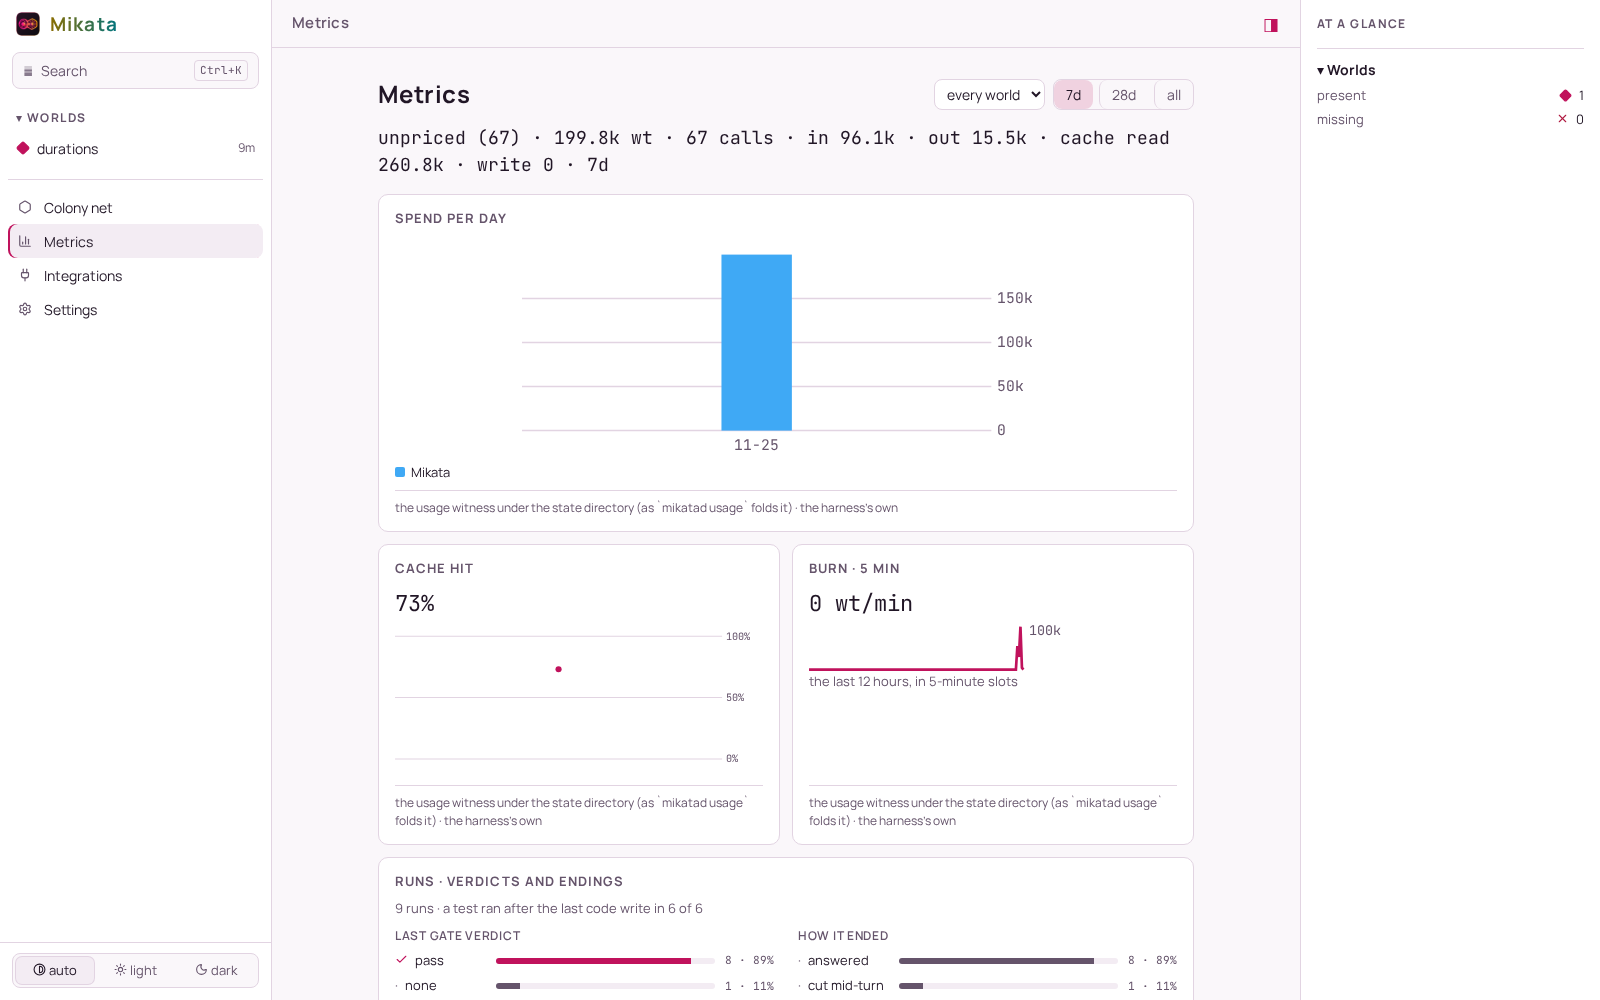 Mikata
Search Ctrl+K
▾ WORLDS
durations 9m
Colony net
Metrics
Integrations
Settings
auto light dark
Metrics
Metrics
every world 7d 28d all
unpriced (67) · 199.8k wt · 67 calls · in 96.1k · out 15.5k · cache read
260.8k · write 0 · 7d
SPEND PER DAY
150k
100k
50k
0
11-25
Mikata
the usage witness under the state directory (as `mikatad usage` folds it) · the harness's own
CACHE HIT
73%
100%
50%
0%
the usage witness under the state directory (as `mikatad usage`
folds it) · the harness's own
BURN · 5 MIN
0 wt/min
100k
the last 12 hours, in 5-minute slots
the usage witness under the state directory (as `mikatad usage`
folds it) · the harness's own
RUNS · VERDICTS AND ENDINGS
9 runs · a test ran after the last code write in 6 of 6
LAST GATE VERDICT
✓ pass 8 · 89%
· none 1 · 11%
HOW IT ENDED
· answered 8 · 89%
· cut mid-turn 1 · 11%
AT A GLANCE
▾ Worlds
present ◆ 1
missing ✕ 0